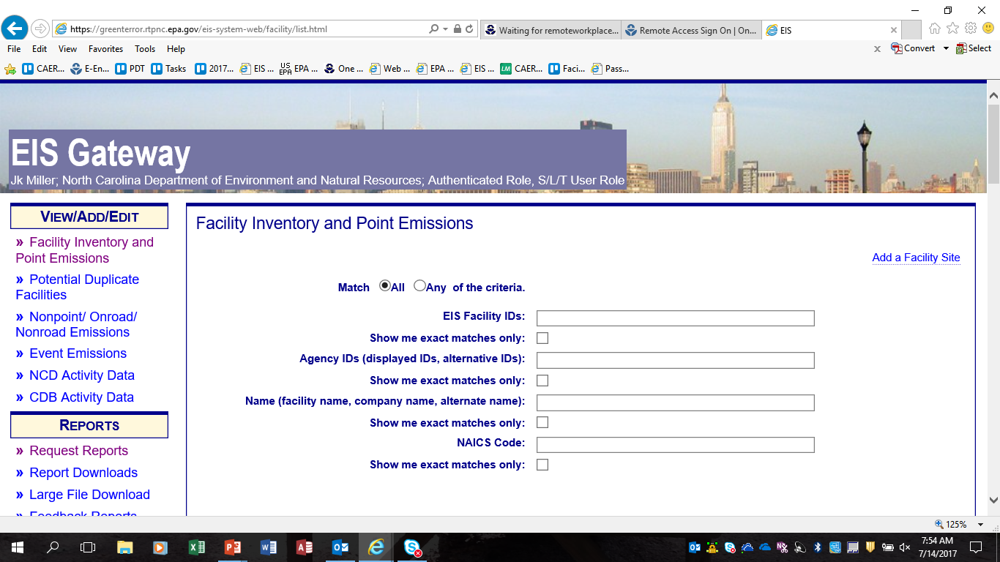 https://greenterror.rtpnc.epa.gov/eis-system-web/facility/list.html
Waiting for remoteworkplace...
Remote Access Sign On | On...
EIS
File Edit View Favorites Tools Help
Convert
Select
CAER... E-En... PDT Tasks 2017... EIS ... US EPA EPA ... One ... Web ... EPA ... EIS ... LM CAER... Faci... Pass...
EIS Gateway
Jk Miller; North Carolina Department of Environment and Natural Resources; Authenticated Role, S/L/T User Role
VIEW/ADD/EDIT
» Facility Inventory and
Point Emissions
» Potential Duplicate
Facilities
» Nonpoint/ Onroad/
Nonroad Emissions
» Event Emissions
» NCD Activity Data
» CDB Activity Data
REPORTS
» Request Reports
» Report Downloads
» Large File Download
» Feedback Reports
Facility Inventory and Point Emissions
Add a Facility Site
Match All Any of the criteria.
EIS Facility IDs:
Show me exact matches only:
Agency IDs (displayed IDs, alternative IDs):
Show me exact matches only:
Name (facility name, company name, alternate name):
Show me exact matches only:
NAICS Code:
Show me exact matches only:
125%
7:54 AM
7/14/2017